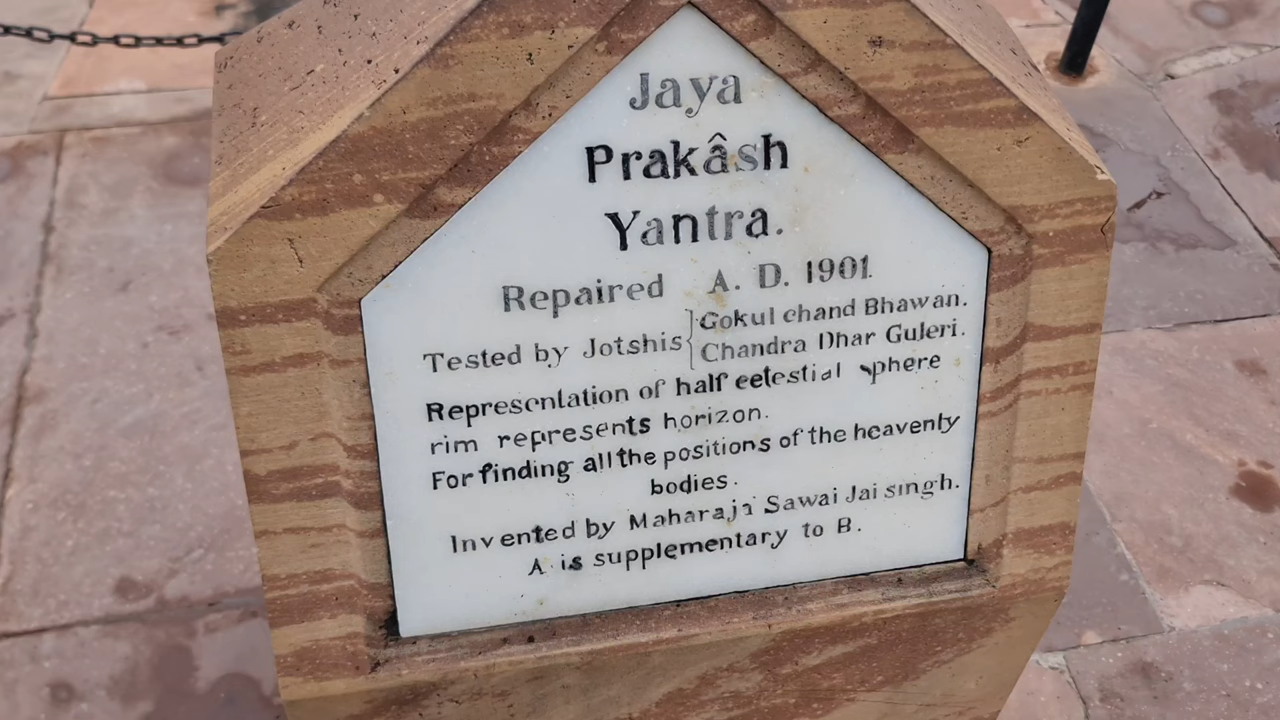 Jaya
Prakâsh
Yantra.
Repaired A. D. 1901.
Tested by Jotshis { Gokul chand Bhawan.
Chandra Dhar Guleri.
Representation of half celestial sphere
rim represents horizon.
For finding all the positions of the heavenly
bodies.
Invented by Maharaja Sawai Jai singh.
A is supplementary to B.